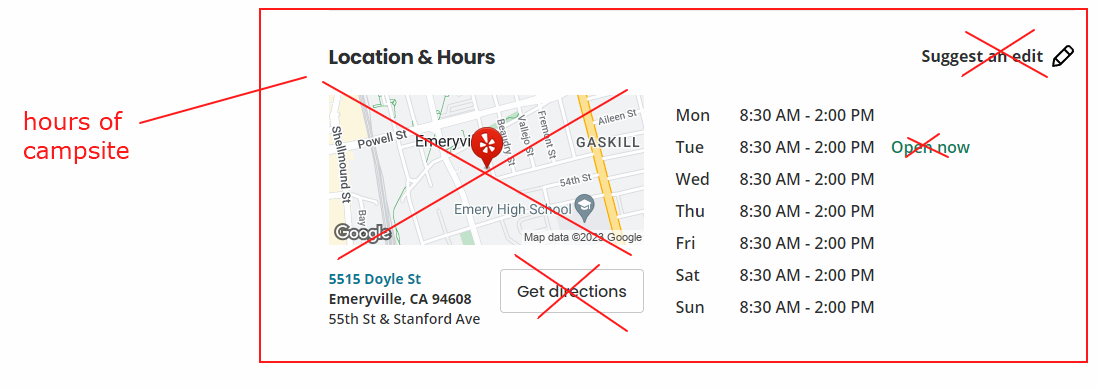 Location & Hours
Suggest an edit
hours of
campsite
Shellmound St
Powell St
Emeryvil
Beaudry St
Vallejo St
Fremont St
Aileen St
GASKILL
54th St
Emery High School
Bay
Google
Map data ©2023 Google
Mon 8:30 AM - 2:00 PM
Tue 8:30 AM - 2:00 PM Open now
Wed 8:30 AM - 2:00 PM
Thu 8:30 AM - 2:00 PM
Fri 8:30 AM - 2:00 PM
Sat 8:30 AM - 2:00 PM
Sun 8:30 AM - 2:00 PM
5515 Doyle St
Emeryville, CA 94608
55th St & Stanford Ave
Get directions